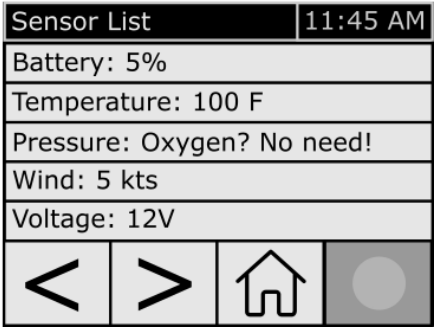 Sensor List
11:45 AM
Battery: 5%
Temperature: 100 F
Pressure: Oxygen? No need!
Wind: 5 kts
Voltage: 12V
< >